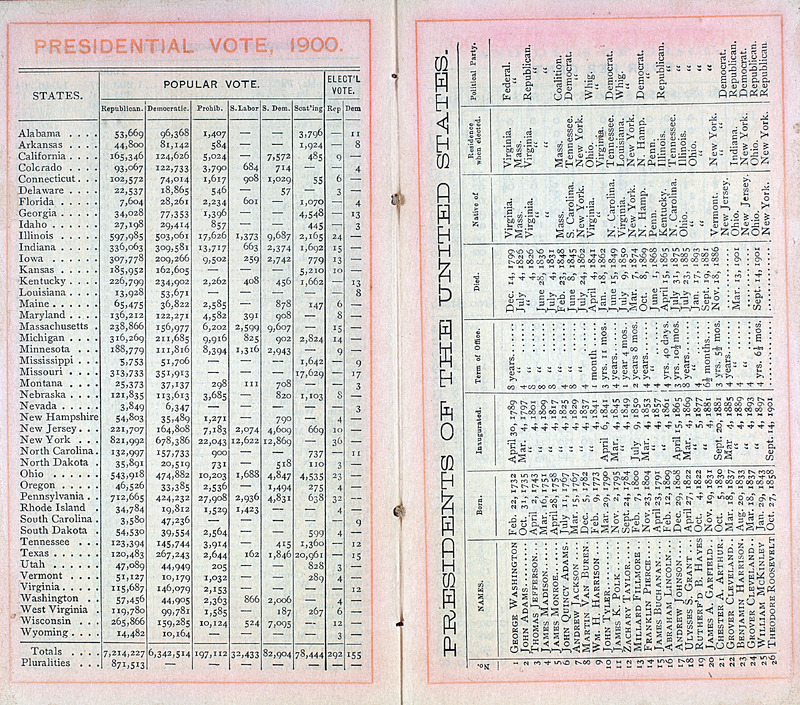 PRESIDENTIAL VOTE, 1900.
STATES. POPULAR VOTE. ELECT'L VOTE.
Republican. Democratic. Prohib. S.Labor S. Dem. Scat'ing Rep Dem
Alabama . . . . 53,669 96,368 1,407 — — 3,796 - 11
Arkansas . . . . 44,800 81,142 584 — — 1,924 - 8
California . . . . 165,346 124,626 5,024 — 7,572 485 9 -
Colorado . . . . 93,067 122,733 3,790 684 714 — - 4
Connecticut . . . . 102,572 74,014 1,617 908 1,029 55 6 -
Delaware . . . . 22,537 18,865 546 — 57 — 3 -
Florida . . . . 7,604 28,261 2,234 601 — 1,070 - 4
Georgia . . . . 34,028 77,353 1,396 — — 4,548 - 13
Idaho . . . . 27,198 29,414 857 — — 445 - 3
Illinois . . . . 597,985 503,061 17,626 1,373 9,687 2,165 24 -
Indiana . . . . 336,063 309,581 13,717 663 2,374 1,692 15 -
Iowa . . . . 307,778 209,266 9,502 259 2,742 779 13 -
Kansas . . . . 185,952 162,605 — — — 5,210 10 -
Kentucky . . . . 226,799 234,902 2,262 408 456 1,662 - 13
Louisiana . . . . 13,928 53,671 — — — — - 8
Maine . . . . 65,475 36,822 2,585 — 878 147 6 -
Maryland . . . . 136,212 122,271 4,582 391 908 — 8 -
Massachusetts 238,866 156,977 6,202 2,599 9,607 — 15 -
Michigan . . . . 316,269 211,685 9,916 825 902 2,824 14 -
Minnesota . . . . 188,779 111,816 8,394 1,316 2,943 — 9 -
Mississippi . . . . 5,753 51,706 — — — 1,642 - 9
Missouri . . . . 313,733 351,913 — — — 17,629 - 17
Montana . . . . 25,373 37,137 298 111 708 — - 3
Nebraska . . . . 121,835 113,613 3,685 — 820 1,103 8 -
Nevada . . . . 3,849 6,347 — — — — - 3
New Hampshire 54,803 35,489 1,271 — 790 — 4 -
New Jersey . . . . 221,707 164,808 7,183 2,074 4,609 669 10 -
New York . . . . 821,992 678,386 22,043 12,622 12,869 — 36 -
North Carolina. 132,997 157,733 900 — — 737 - 11
North Dakota . 35,891 20,519 731 — 518 110 3 -
Ohio . . . . 543,918 474,882 10,203 1,688 4,847 4,535 23 -
Oregon . . . . 46,526 33,385 2,536 — 1,494 275 4 -
Pennsylvania . . . 712,665 424,232 27,908 2,936 4,831 638 32 -
Rhode Island 34,784 19,812 1,529 1,423 — — 4 -
South Carolina. 3,580 47,236 — — — — - 9
South Dakota . 54,530 39,554 2,564 — — 599 4 -
Tennessee . . . . 123,394 145,744 3,914 — 415 1,360 - 12
Texas . . . . 120,483 267,243 2,644 162 1,846 20,961 - 15
Utah . . . . 47,089 44,949 205 — — 828 3 -
Vermont . . . . 51,127 10,179 1,032 — — 289 4 -
Virginia . . . . 115,687 146,079 2,153 — — — - 12
Washington . . . 57,456 44,905 2,363 866 2,006 — 4 -
West Virginia . 119,780 99,781 1,585 — 187 267 6 -
Wisconsin . . . . 265,866 159,285 10,124 524 7,095 — 12 -
Wyoming . . . . 14,482 10,164 — — — — 3 -
Totals . . . . 7,214,227 6,342,514 197,112 32,433 82,904 78,444 292 155
Pluralities . . . . 871,513 — — — — — - -
PRESIDENTS OF THE UNITED STATES.
No. NAMES. Born. Inaugurated. Term of Office. Died. Native of Residence when elected. Political Party.
1 GEORGE WASHINGTON Feb. 22, 1732 April 30, 1789 8 years. Dec. 14, 1799 Virginia. Virginia. Federal.
2 JOHN ADAMS Oct. 31, 1735 Mar. 4, 1797 4 " July 4, 1826 Mass. Mass. "
3 THOMAS JEFFERSON April 2, 1743 " 4, 1801 8 " July 4, 1826 Virginia. Virginia. Republican.
4 JAMES MADISON Mar. 16, 1751 " 4, 1809 8 " June 28, 1836 " " "
5 JAMES MONROE April 28, 1758 " 4, 1817 8 " July 4, 1831 " " "
6 JOHN QUINCY ADAMS July 11, 1767 " 4, 1825 4 " Feb. 23, 1848 Mass. Mass. Coalition.
7 ANDREW JACKSON Mar. 15, 1767 " 4, 1829 8 " June 8, 1845 S. Carolina. Tennessee. Democrat.
8 MARTIN VAN BUREN Dec. 5, 1782 " 4, 1837 4 " July 24, 1862 New York. New York. "
9 WM. H. HARRISON Feb. 9, 1773 " 4, 1841 1 month April 4, 1841 Virginia. Ohio. Whig.
10 JOHN TYLER Mar. 29, 1790 April 6, 1841 3 yrs. 11 mos. Jan. 18, 1862 " Virginia. "
11 JAMES K. POLK Nov. 2, 1795 Mar. 4, 1845 4 years. June 15, 1849 N. Carolina. Tennessee. Democrat.
12 ZACHARY TAYLOR Sept. 24, 1784 " 4, 1849 1 year 4 mos. July 9, 1850 Virginia. Louisiana. Whig.
13 MILLARD FILLMORE Feb. 7, 1800 July 9, 1850 2 years 8 mos. Mar. 7, 1874 New York. New York. "
14 FRANKLIN PIERCE Nov. 23, 1804 Mar. 4, 1853 4 years. Oct. 8, 1869 N. Hamp. N. Hamp. Democrat.
15 JAMES BUCHANAN April 23, 1791 " 4, 1857 4 " June 1, 1868 Penn. Penn. "
16 ABRAHAM LINCOLN Feb. 12, 1809 " 4, 1861 4 yrs. 40 days. April 15, 1865 Kentucky. Illinois. Republican.
17 ANDREW JOHNSON Dec. 29, 1808 April 15, 1865 3 yrs. 10½ mos. July 31, 1875 N. Carolina. Tennessee. "
18 ULYSSES S. GRANT April 27, 1822 Mar. 4, 1869 8 years. July 23, 1885 Ohio. Illinois. "
19 RUTHERF'D B. HAYES Oct. 4, 1822 " 5, 1877 4 " Jan. 17, 1893 " Ohio. "
20 JAMES A. GARFIELD Nov. 19, 1831 " 4, 1881 6½ months. Sept. 19, 1881 " " "
21 CHESTER A. ARTHUR Oct. 5, 1830 Sept. 20, 1881 3 yrs. 5½ mos. Nov. 18, 1886 Vermont. New York. "
22 GROVER CLEVELAND Mar. 18, 1837 Mar. 4, 1885 4 years. New Jersey. " Democrat.
23 BENJAMIN HARRISON Aug. 20, 1833 " 4, 1889 4 " Mar. 13, 1901 Ohio. Indiana. Republican.
24 GROVER CLEVELAND Mar. 18, 1837 " 4, 1893 4 " New Jersey. New York. Democrat.
25 WILLIAM McKINLEY Jan. 29, 1843 " 4, 1897 4 yrs. 6½ mos. Sept. 14, 1901 Ohio. Ohio. Republican.
26 THEODORE ROOSEVELT Oct. 27, 1858 Sept. 14, 1901 New York. New York. Republican.